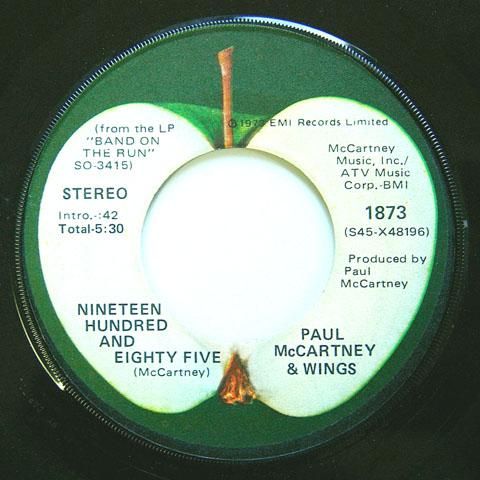 ℗1973 EMI Records Limited
(from the LP
"BAND ON
THE RUN"
SO-3415)
STEREO
Intro.-:42
Total-5:30
McCartney
Music, Inc./
ATV Music
Corp.-BMI
1873
(S45-X48196)
Produced by
Paul
McCartney
NINETEEN
HUNDRED
AND
EIGHTY FIVE
(McCartney)
PAUL
McCARTNEY
& WINGS